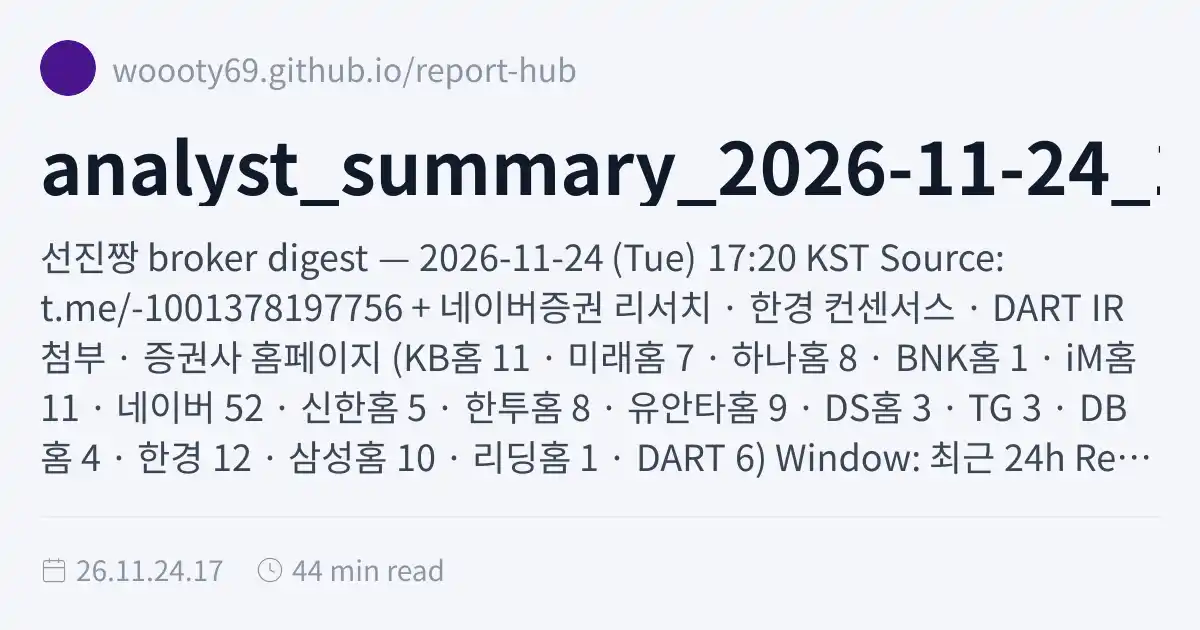 woooty69.github.io/report-hub
analyst_summary_2026-11-24_
선진짱 broker digest — 2026-11-24 (Tue) 17:20 KST Source:
t.me/-1001378197756 + 네이버증권 리서치 · 한경 컨센서스 · DART IR
첨부 · 증권사 홈페이지 (KB홈 11 · 미래홈 7 · 하나홈 8 · BNK홈 1 · iM홈
11 · 네이버 52 · 신한홈 5 · 한투홈 8 · 유안타홈 9 · DS홈 3 · TG 3 · DB
홈 4 · 한경 12 · 삼성홈 10 · 리딩홈 1 · DART 6) Window: 최근 24h Re⋯
26.11.24.17 44 min read